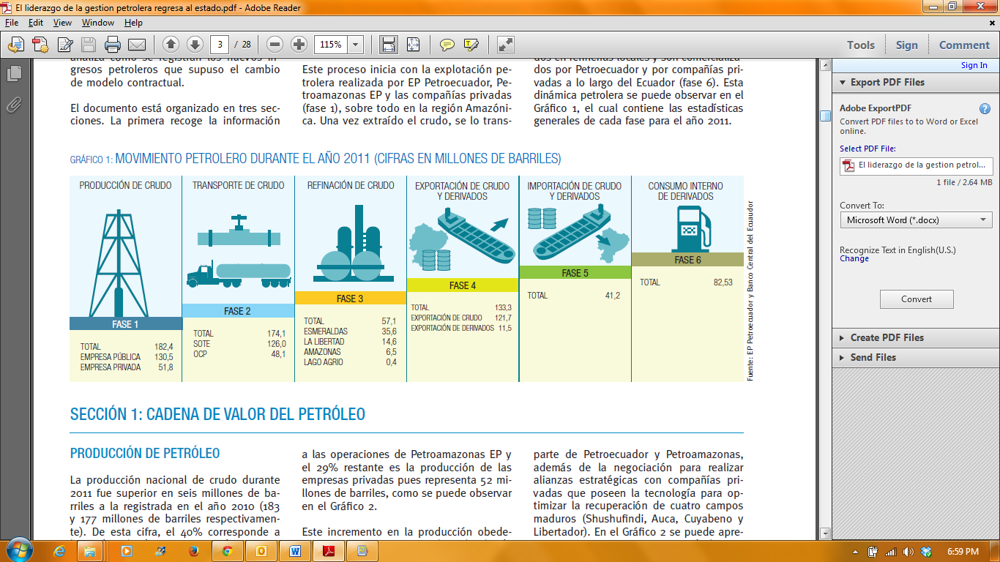 El liderazgo de la gestion petrolera regresa al estado.pdf - Adobe Reader
File Edit View Window Help
3 / 28
115%
Tools Sign Comment
gresos petroleros que supuso el cambio
de modelo contractual.
El documento está organizado en tres sec-
ciones. La primera recoge la información
Este proceso inicia con la explotación pe-
trolera realizada por EP Petroecuador, Pe-
troamazonas EP y las compañías privadas
(fase 1), sobre todo en la región Amazóni-
ca. Una vez extraído el crudo, se lo trans-
dos en refinerías locales y son comercializa-
dos por Petroecuador y por compañías pri-
vadas a lo largo del Ecuador (fase 6). Esta
dinámica petrolera se puede observar en el
Gráfico 1, el cual contiene las estadísticas
generales de cada fase para el año 2011.
GRÁFICO 1: MOVIMIENTO PETROLERO DURANTE EL AÑO 2011 (CIFRAS EN MILLONES DE BARRILES)
PRODUCCIÓN DE CRUDO
FASE 1
TOTAL 182,4
EMPRESA PÚBLICA 130,5
EMPRESA PRIVADA 51,8
TRANSPORTE DE CRUDO
FASE 2
TOTAL 174,1
SOTE 126,0
OCP 48,1
REFINACIÓN DE CRUDO
FASE 3
TOTAL 57,1
ESMERALDAS 35,6
LA LIBERTAD 14,6
AMAZONAS 6,5
LAGO AGRIO 0,4
EXPORTACIÓN DE CRUDO
Y DERIVADOS
FASE 4
TOTAL 133,3
EXPORTACIÓN DE CRUDO 121,7
EXPORTACIÓN DE DERIVADOS 11,5
IMPORTACIÓN DE CRUDO
Y DERIVADOS
FASE 5
TOTAL 41,2
CONSUMO INTERNO
DE DERIVADOS
FASE 6
TOTAL 82,53
Fuente: EP Petroecuador y Banco Central del Ecuador
SECCIÓN 1: CADENA DE VALOR DEL PETRÓLEO
PRODUCCIÓN DE PETRÓLEO
La producción nacional de crudo durante
2011 fue superior en seis millones de ba-
rriles a la registrada en el año 2010 (183
y 177 millones de barriles respectivamen-
te). De esta cifra, el 40% corresponde a
a las operaciones de Petroamazonas EP y
el 29% restante es la producción de las
empresas privadas pues representa 52 mi-
llones de barriles, como se puede observar
en el Gráfico 2.
Este incremento en la producción obede-
parte de Petroecuador y Petroamazonas,
además de la negociación para realizar
alianzas estratégicas con compañías pri-
vadas que poseen la tecnología para op-
timizar la recuperación de cuatro campos
maduros (Shushufindi, Auca, Cuyabeno y
Libertador). En el Gráfico 2 se puede apre-
Sign In
Export PDF Files
Adobe ExportPDF
Convert PDF files to to Word or Excel
online.
Select PDF File:
El liderazgo de la gestion petrol...
1 file / 2.64 MB
Convert To:
Microsoft Word (*.docx)
Recognize Text in English(U.S.)
Change
Convert
Create PDF Files
Send Files
6:59 PM